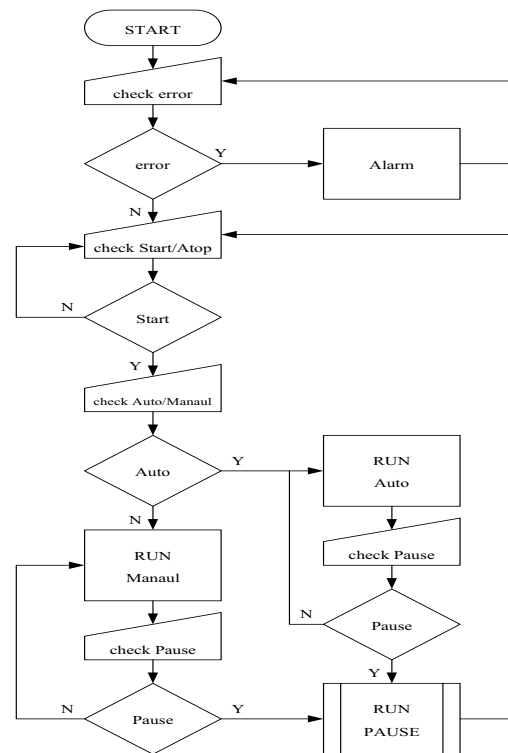 START
check error
error
Y
Alarm
N
check Start/Atop
N
Start
Y
check Auto/Manaul
Auto
Y
RUN
Auto
N
RUN
Manaul
check Pause
N
Pause
Y
check Pause
N
Pause
Y
RUN
PAUSE